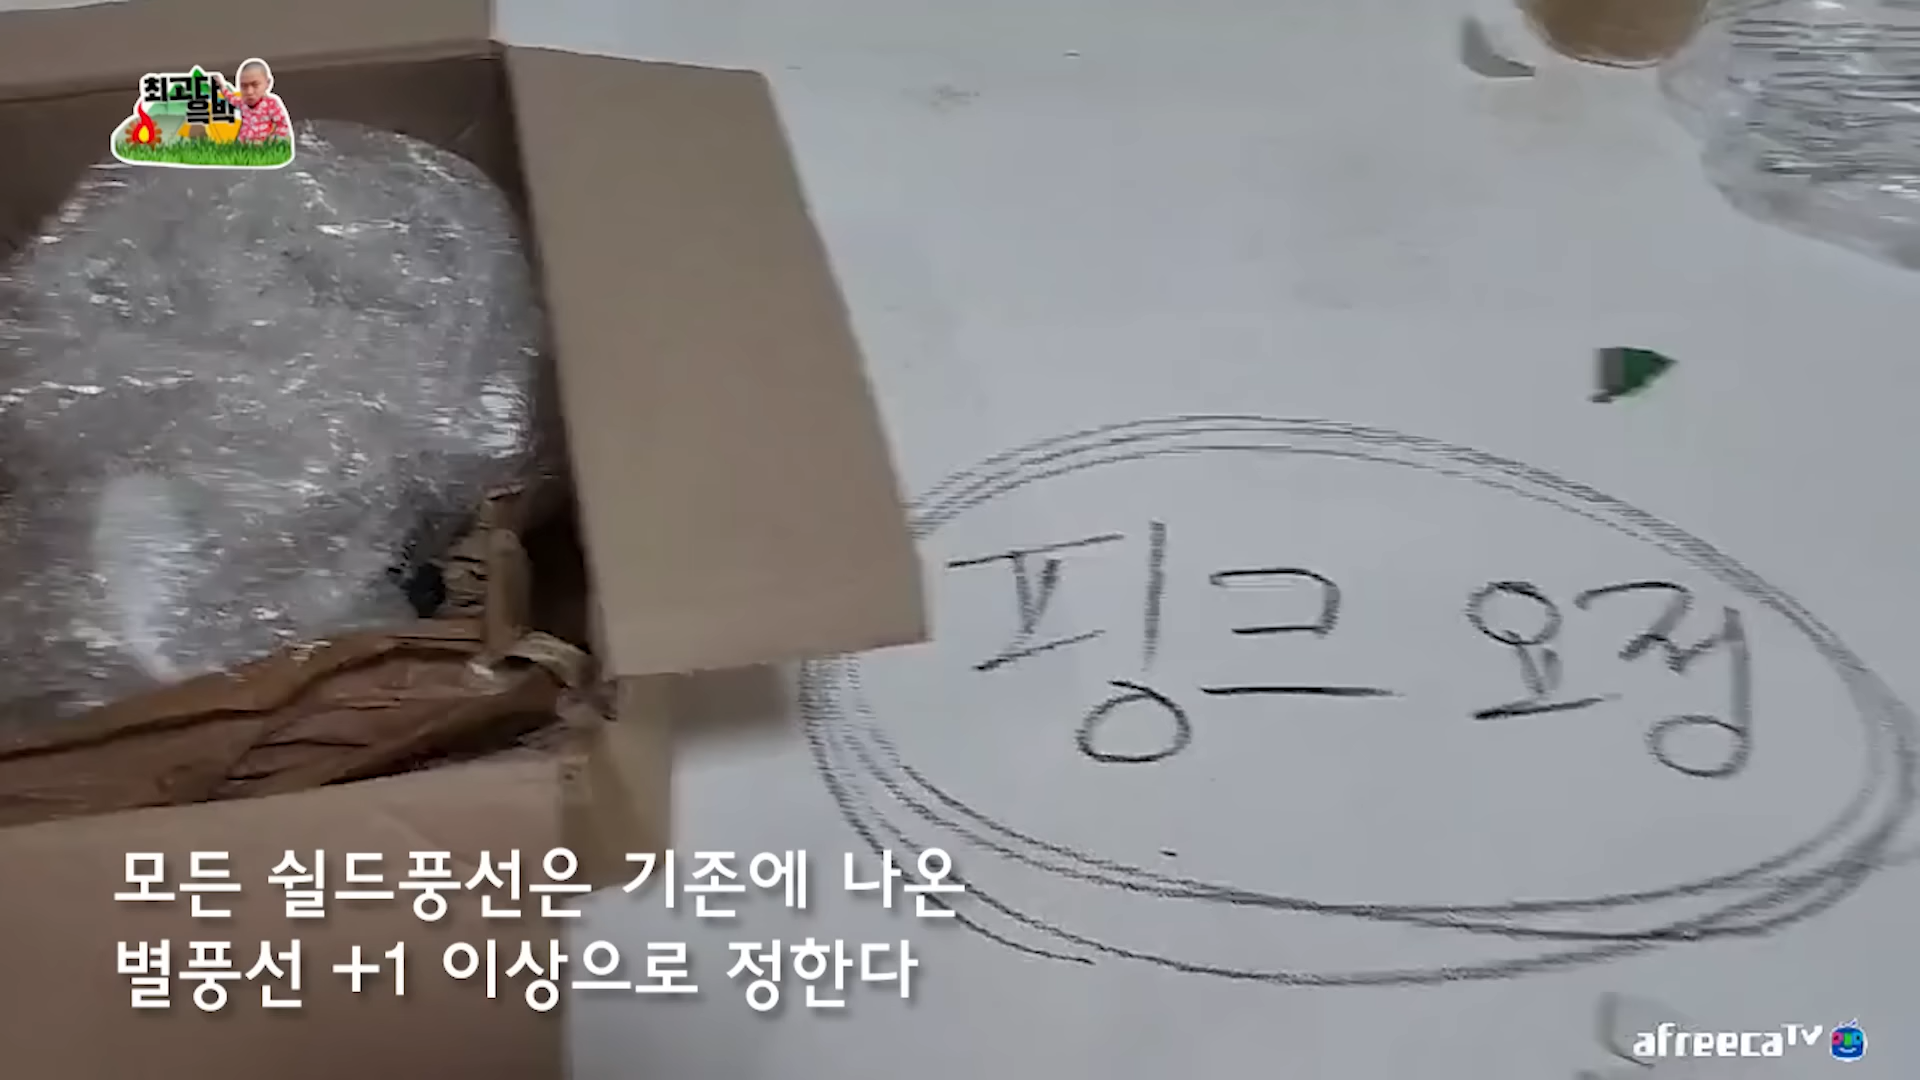 최고다
윽박
핑크 요정
모든 쉴드풍선은 기존에 나온
별풍선 +1 이상으로 정한다
afreecaTV